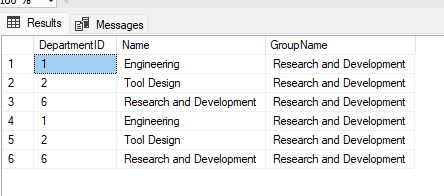 100 %
Results Messages
DepartmentID Name GroupName
1 1 Engineering Research and Development
2 2 Tool Design Research and Development
3 6 Research and Development Research and Development
4 1 Engineering Research and Development
5 2 Tool Design Research and Development
6 6 Research and Development Research and Development